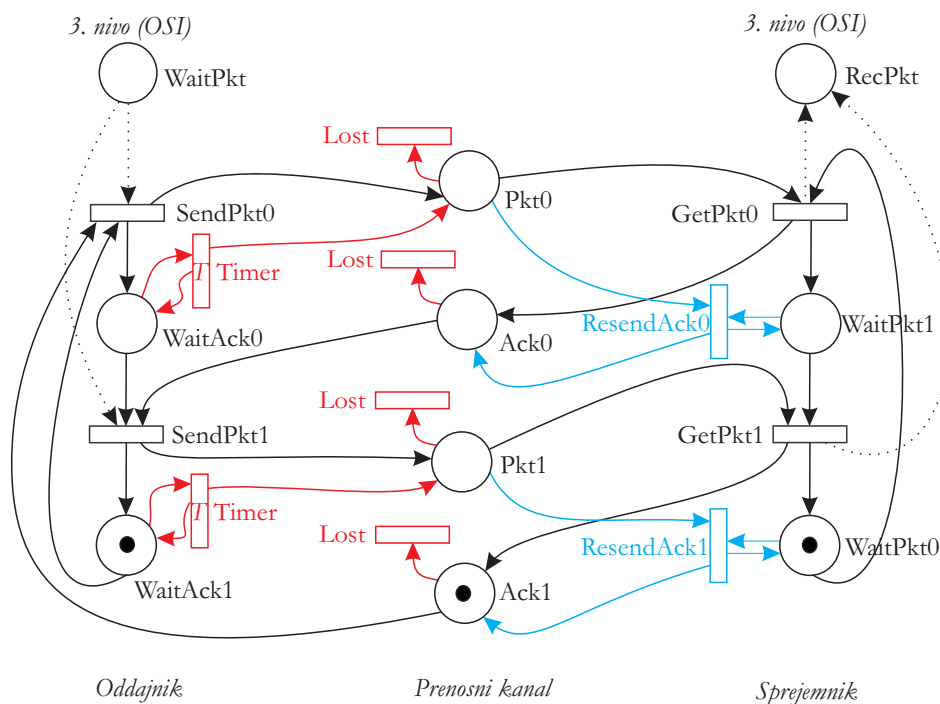 3. nivo (OSI)
3. nivo (OSI)
WaitPkt
RecPkt
Lost
Pkt0
SendPkt0
GetPkt0
Lost
T Timer
WaitAck0
Ack0
ResendAck0
WaitPkt1
Lost
SendPkt1
GetPkt1
Pkt1
T Timer
Lost
ResendAck1
WaitPkt0
WaitAck1
Ack1
Oddajnik
Prenosni kanal
Sprejemnik